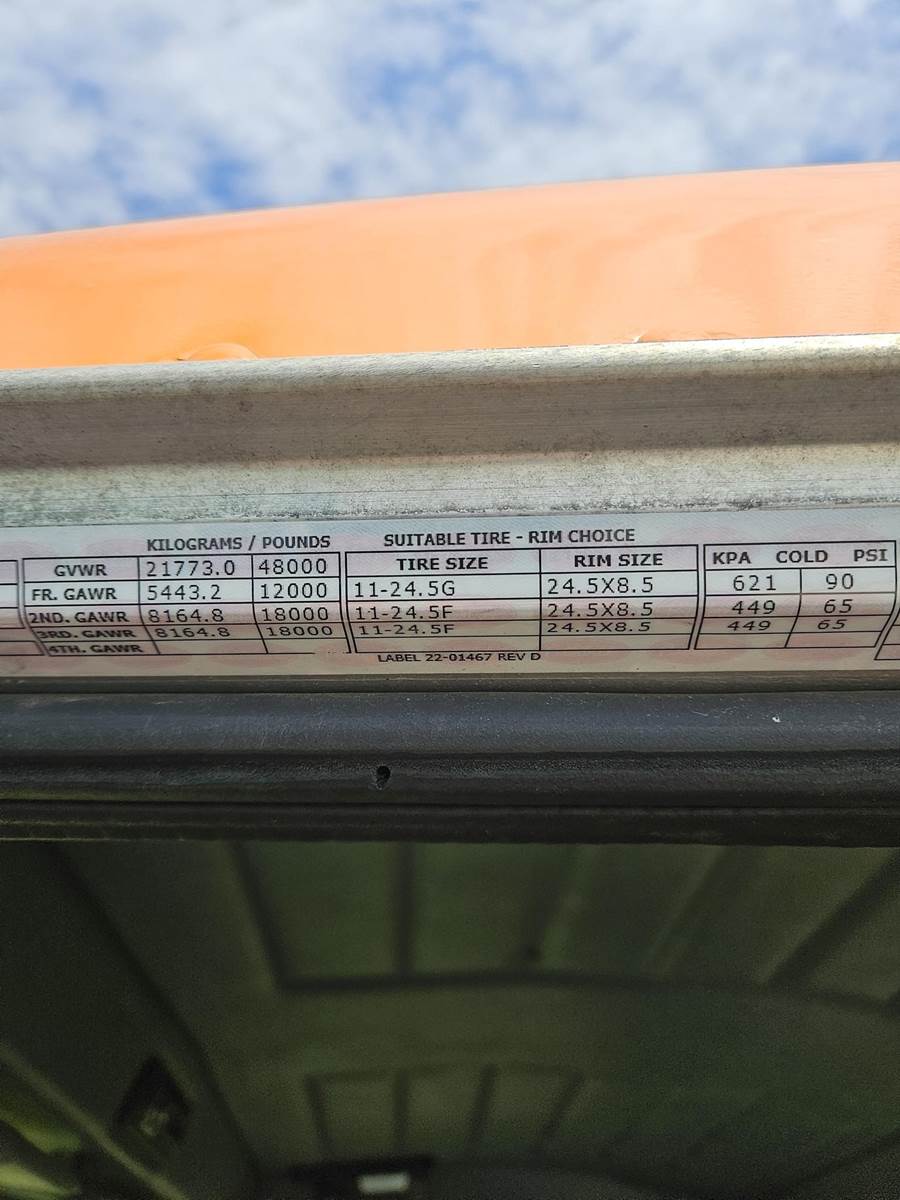 KILOGRAMS / POUNDS SUITABLE TIRE - RIM CHOICE
GVWR 21773.0 48000 TIRE SIZE RIM SIZE KPA COLD PSI
FR. GAWR 5443.2 12000 11-24.5G 24.5X8.5 621 90
2ND. GAWR 8164.8 18000 11-24.5F 24.5X8.5 449 65
3RD. GAWR 8164.8 18000 11-24.5F 24.5X8.5 449 65
4TH. GAWR
LABEL 22-01467 REV D